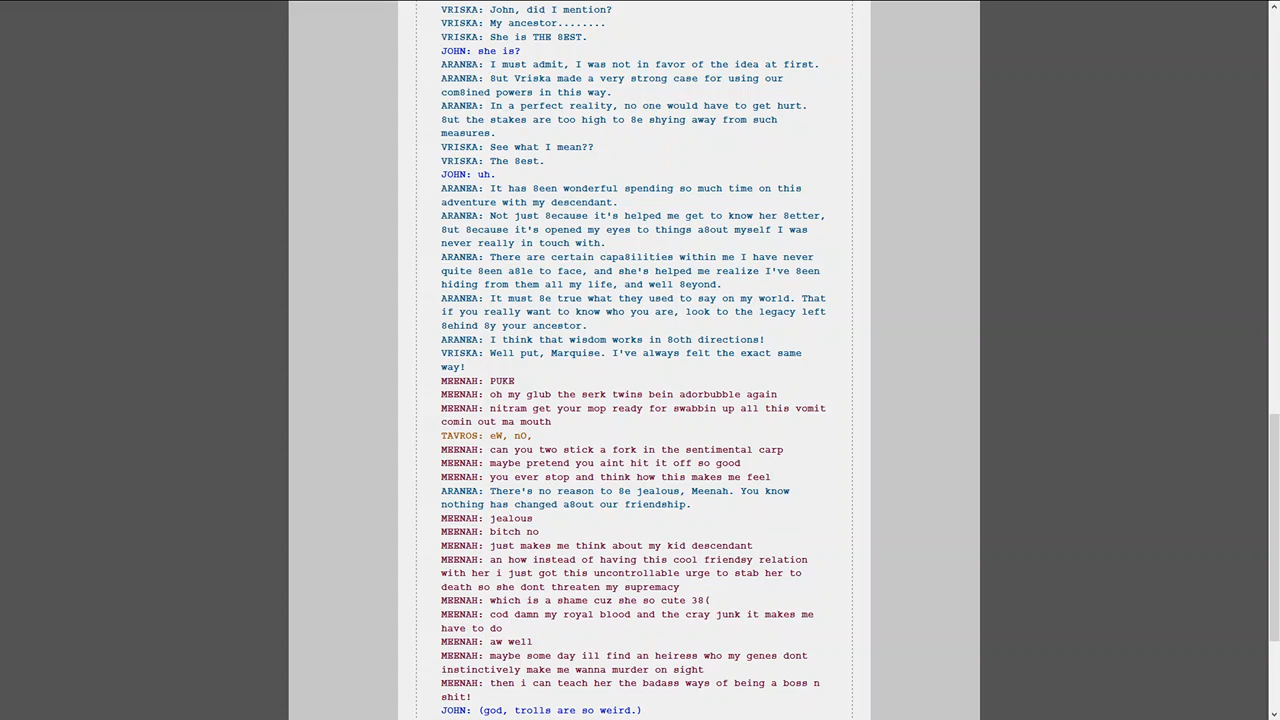 VRISKA: John, did I mention?
VRISKA: My ancestor........
VRISKA: She is THE 8EST.
JOHN: she is?
ARANEA: I must admit, I was not in favor of the idea at first.
ARANEA: 8ut Vriska made a very strong case for using our
com8ined powers in this way.
ARANEA: In a perfect reality, no one would have to get hurt.
8ut the stakes are too high to 8e shying away from such
measures.
VRISKA: See what I mean??
VRISKA: The 8est.
JOHN: uh.
ARANEA: It has 8een wonderful spending so much time on this
adventure with my descendant.
ARANEA: Not just 8ecause it's helped me get to know her 8etter,
8ut 8ecause it's opened my eyes to things a8out myself I was
never really in touch with.
ARANEA: There are certain capa8ilities within me I have never
quite 8een a8le to face, and she's helped me realize I've 8een
hiding from them all my life, and well 8eyond.
ARANEA: It must 8e true what they used to say on my world. That
if you really want to know who you are, look to the legacy left
8ehind 8y your ancestor.
ARANEA: I think that wisdom works in 8oth directions!
VRISKA: Well put, Marquise. I've always felt the exact same
way!
MEENAH: PUKE
MEENAH: oh my glub the serk twins bein adorbubble again
MEENAH: nitram get your mop ready for swabbin up all this vomit
comin out ma mouth
TAVROS: eW, nO,
MEENAH: can you two stick a fork in the sentimental carp
MEENAH: maybe pretend you aint hit it off so good
MEENAH: you ever stop and think how this makes me feel
ARANEA: There's no reason to 8e jealous, Meenah. You know
nothing has changed a8out our friendship.
MEENAH: jealous
MEENAH: bitch no
MEENAH: just makes me think about my kid descendant
MEENAH: an how instead of having this cool friendsy relation
with her i just got this uncontrollable urge to stab her to
death so she dont threaten my supremacy
MEENAH: which is a shame cuz she so cute 38(
MEENAH: cod damn my royal blood and the cray junk it makes me
have to do
MEENAH: aw well
MEENAH: maybe some day ill find an heiress who my genes dont
instinctively make me wanna murder on sight
MEENAH: then i can teach her the badass ways of being a boss n
shit!
JOHN: (god, trolls are so weird.)